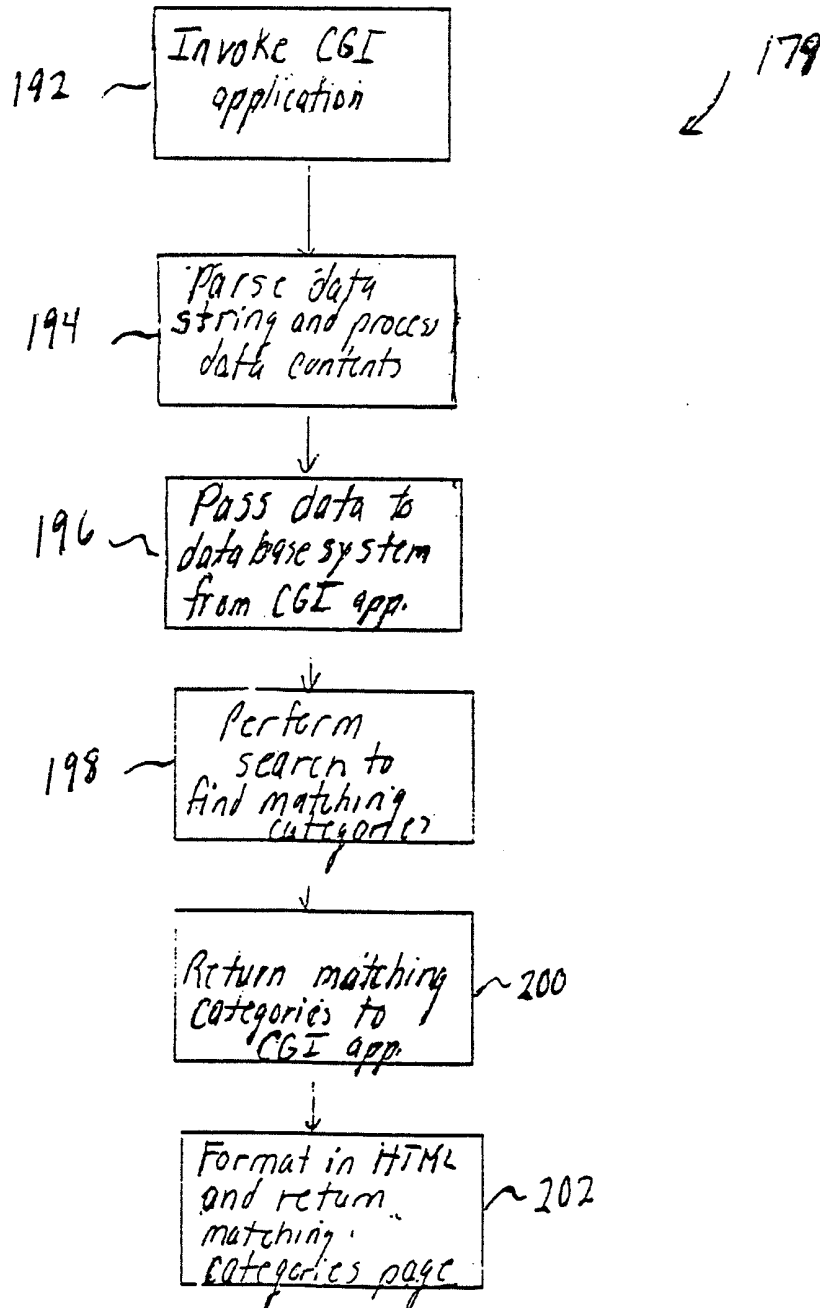 179
192
Invoke CGI
application
194
Parse data
string and process
data contents
196
Pass data to
database system
from CGI app.
198
Perform
search to
find matching
categories
Return matching
categories to
CGI app.
200
Format in HTML
and return
matching
categories page
202